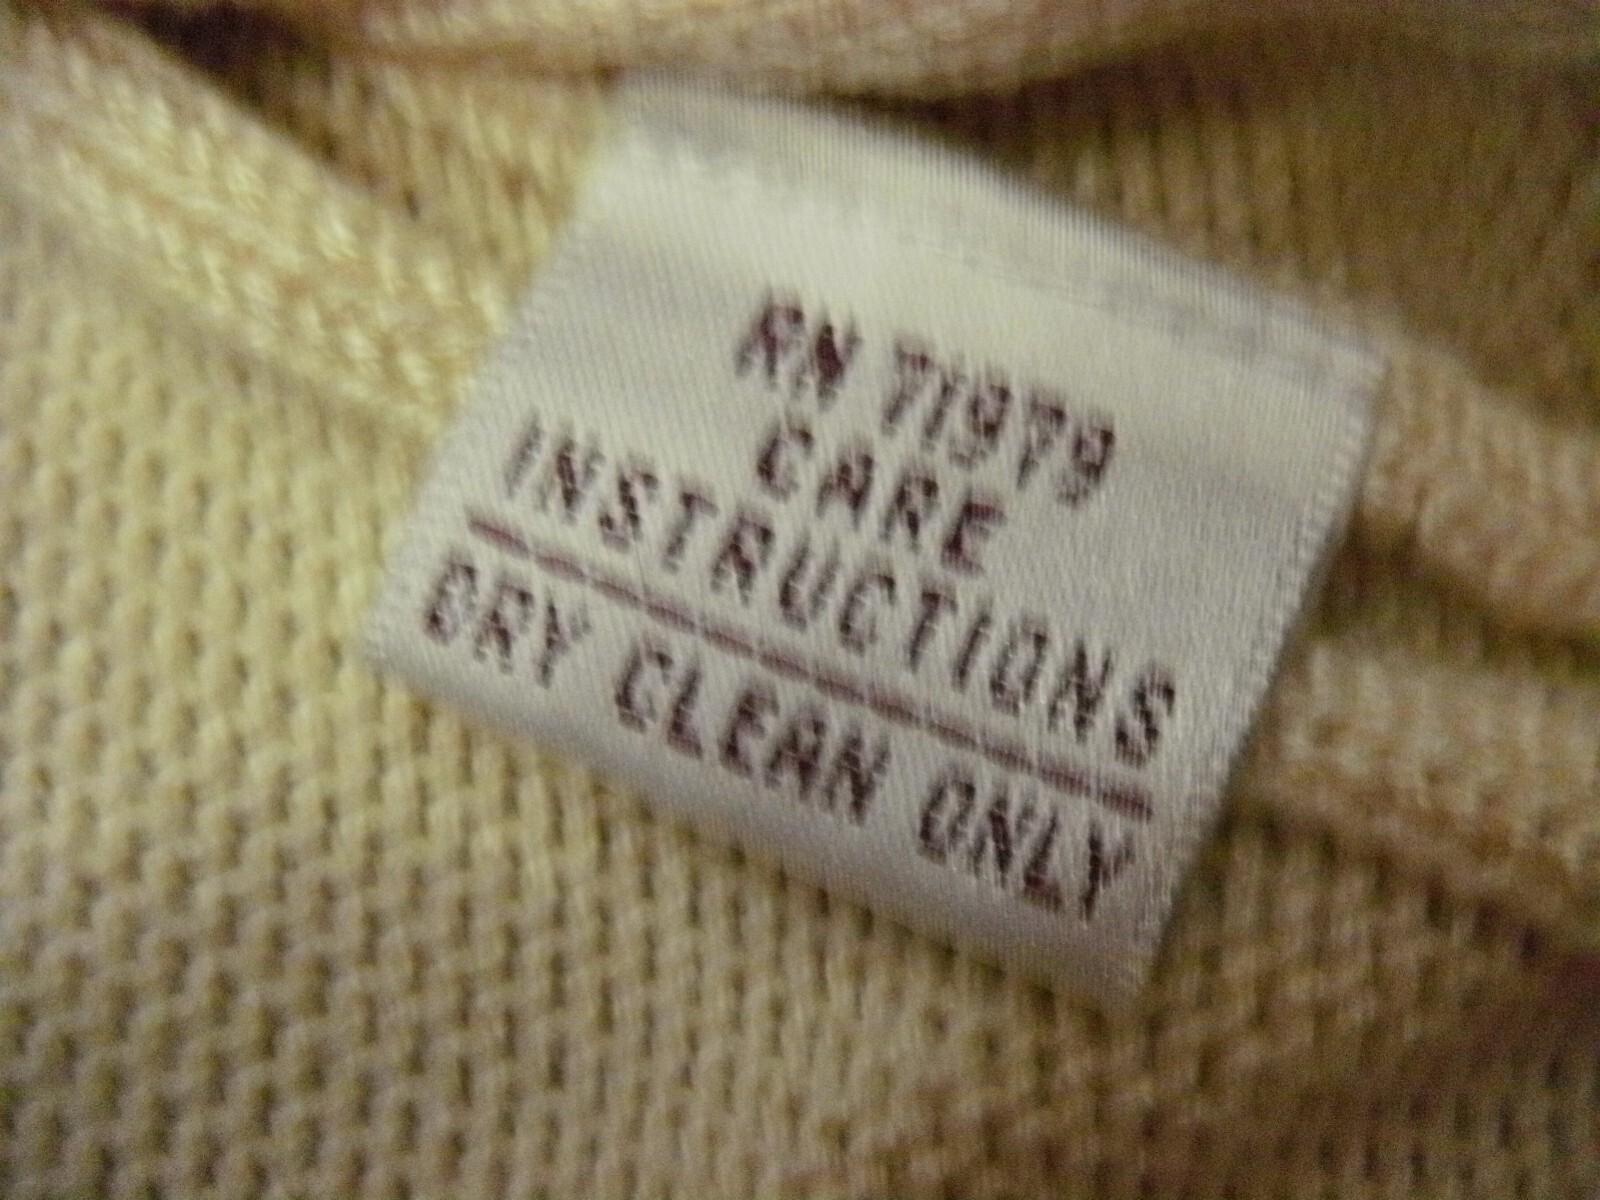 RN 71979
CARE
INSTRUCTIONS
DRY CLEAN ONLY